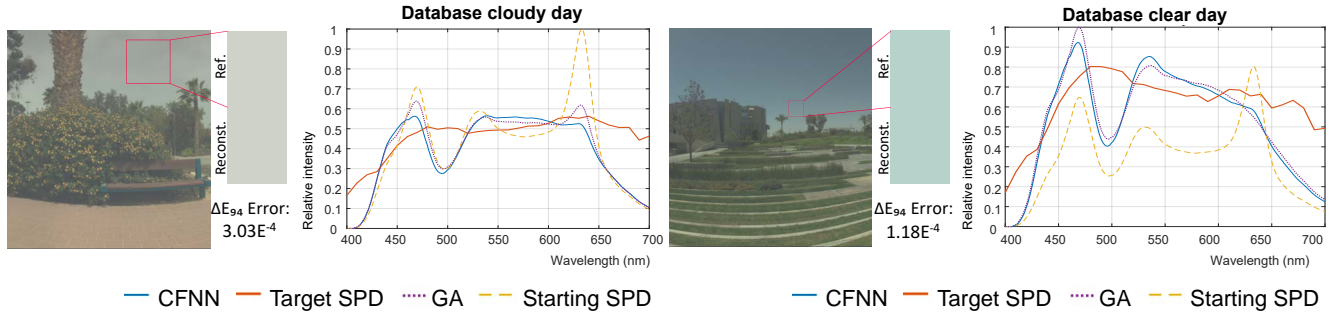 Database cloudy day
Ref.
Reconst.
ΔE94 Error:
3.03E-4
Relative intensity
1
0.9
0.8
0.7
0.6
0.5
0.4
0.3
0.2
0.1
0
400 450 500 550 600 650 700
Wavelength (nm)
CFNN Target SPD GA Starting SPD
Database clear day
Ref.
Reconst.
ΔE94 Error:
1.18E-4
Relative intensity
1
0.9
0.8
0.7
0.6
0.5
0.4
0.3
0.2
0.1
0
400 450 500 550 600 650 700
Wavelength (nm)
CFNN Target SPD GA Starting SPD